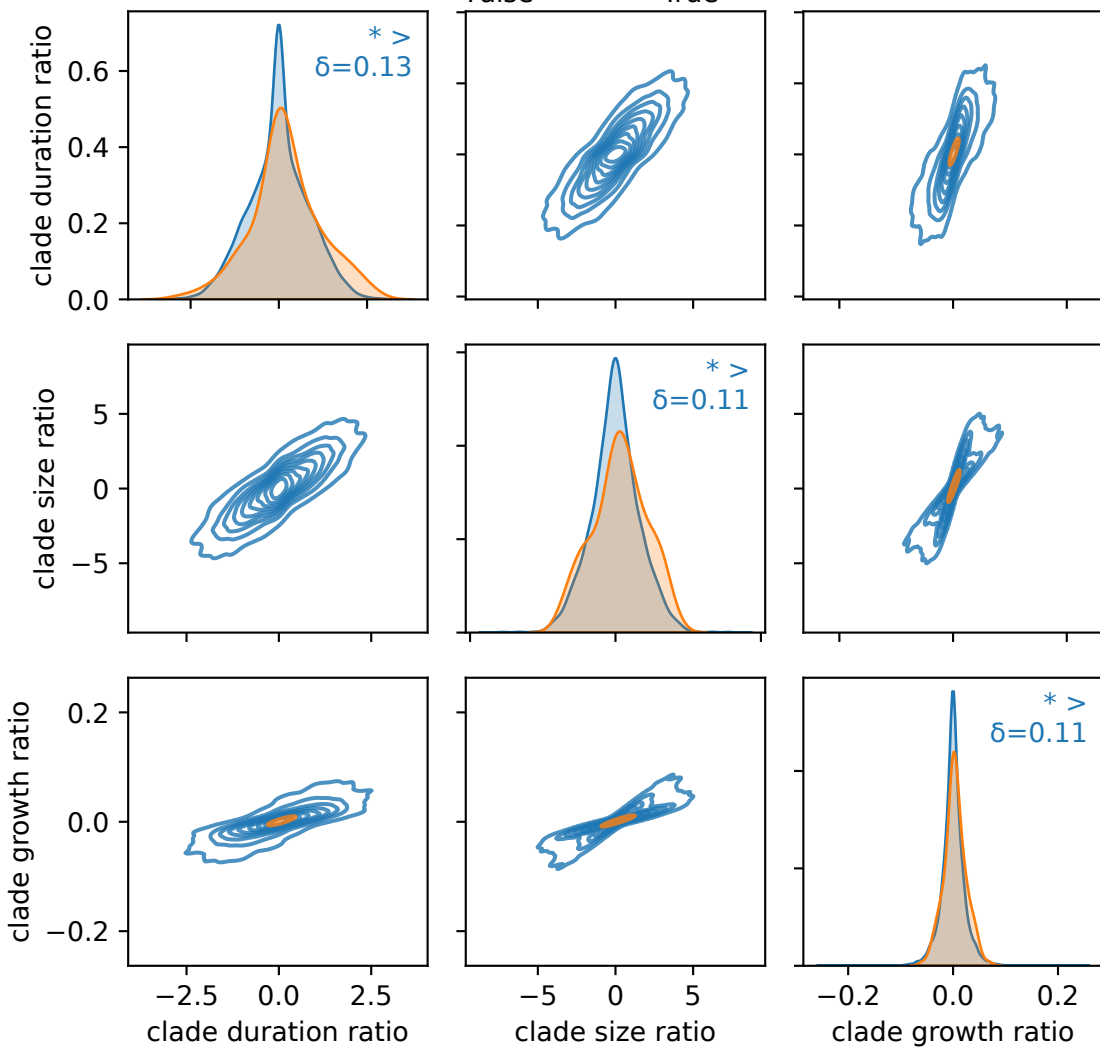 clade duration ratio
0.6
0.4
0.2
0.0
* >
δ=0.13
clade size ratio
5
0
−5
* >
δ=0.11
clade growth ratio
0.2
0.0
−0.2
* >
δ=0.11
−2.5 0.0 2.5
−5 0 5
−0.2 0.0 0.2
clade duration ratio
clade size ratio
clade growth ratio